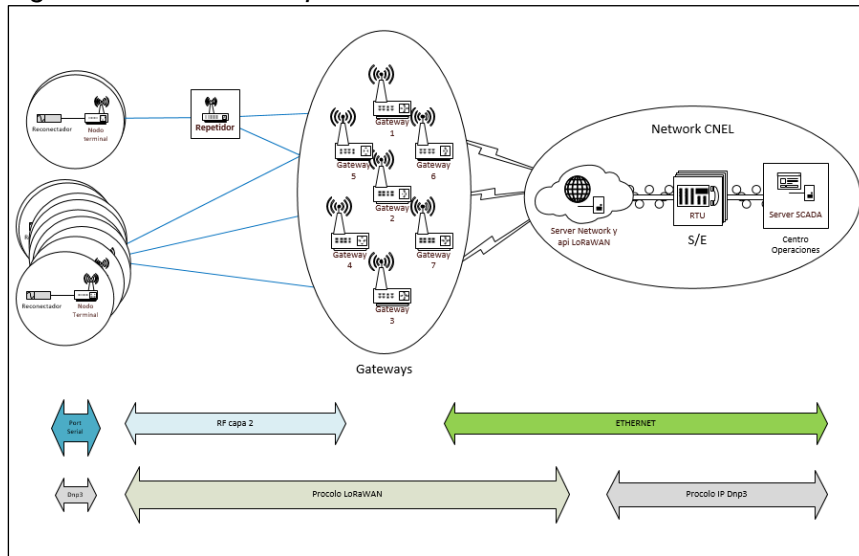 Network CNEL
Reconectador
Nodo
terminal
Repetidor
Gateway
1
Gateway
5
Gateway
6
Gateway
2
Gateway
4
Gateway
7
Gateway
3
Gateways
Server Network y
api LoRaWAN
RTU
S/E
Server SCADA
Centro
Operaciones
Reconectador
Nodo
Terminal
Port
Serial
RF capa 2
ETHERNET
Dnp3
Procolo LoRaWAN
Procolo IP Dnp3